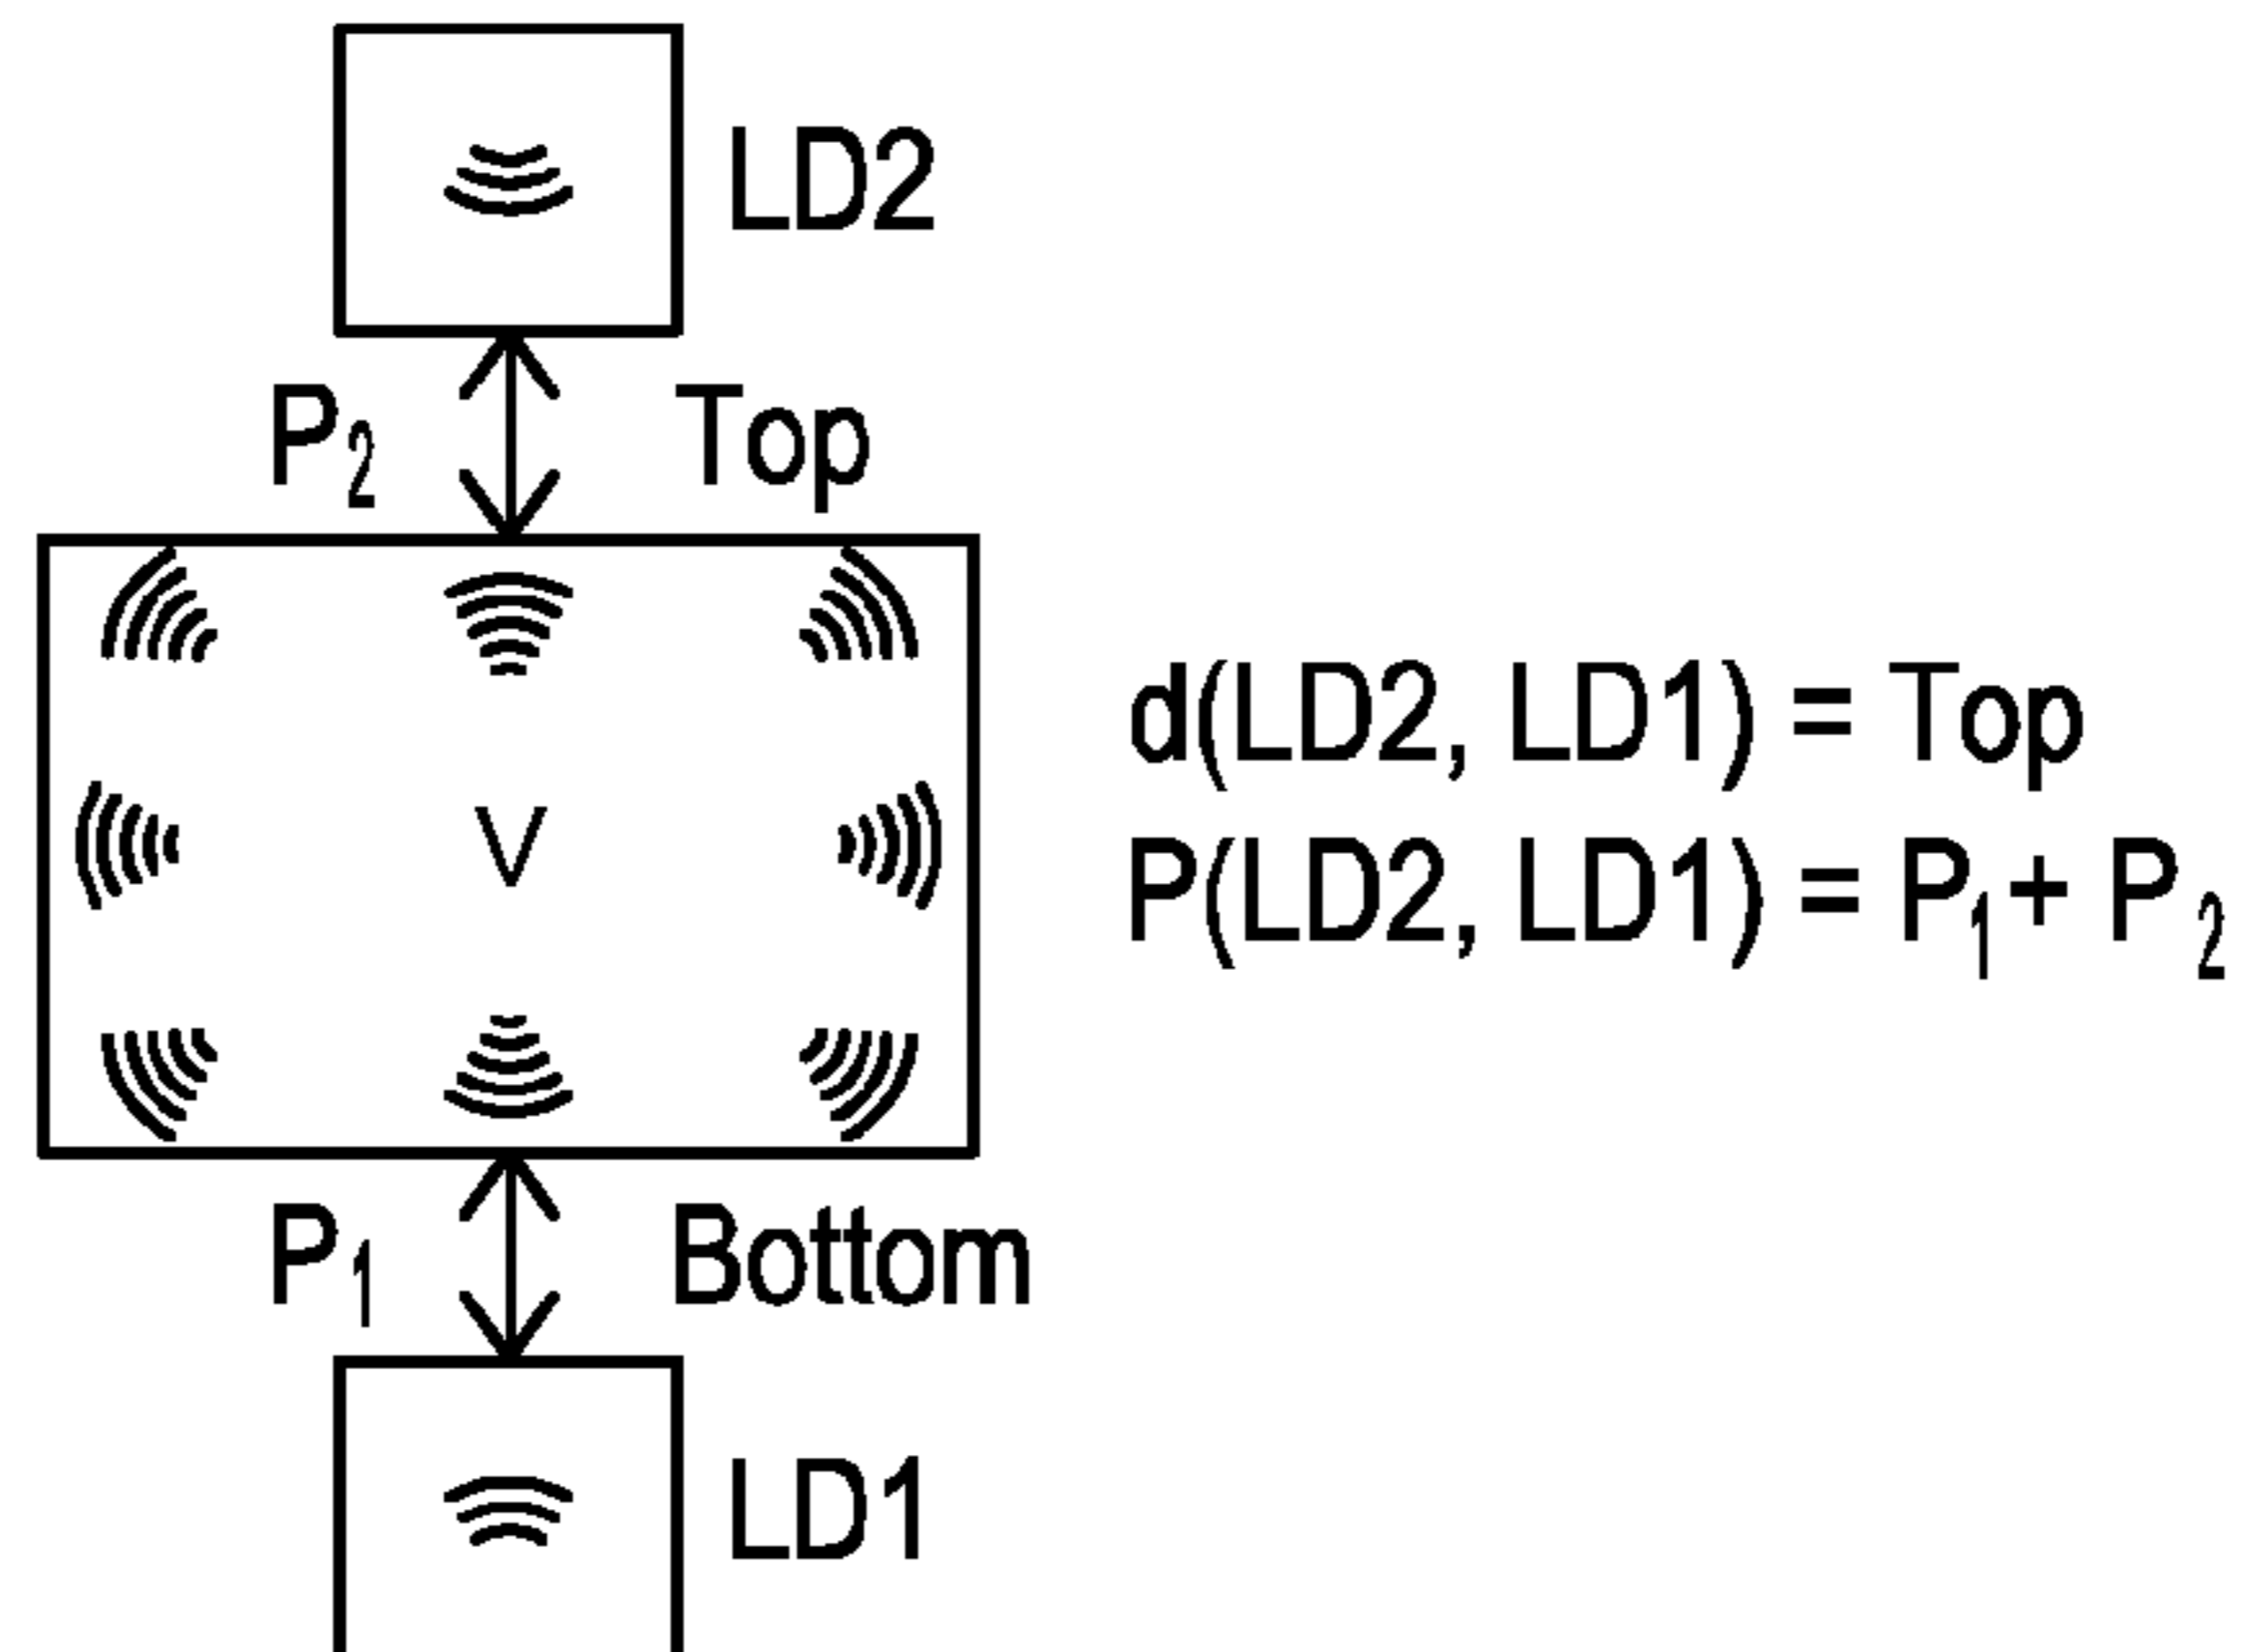 LD2
P₂ Top
V
d(LD2, LD1) = Top
P(LD2, LD1) = P₁ + P₂
P₁ Bottom
LD1